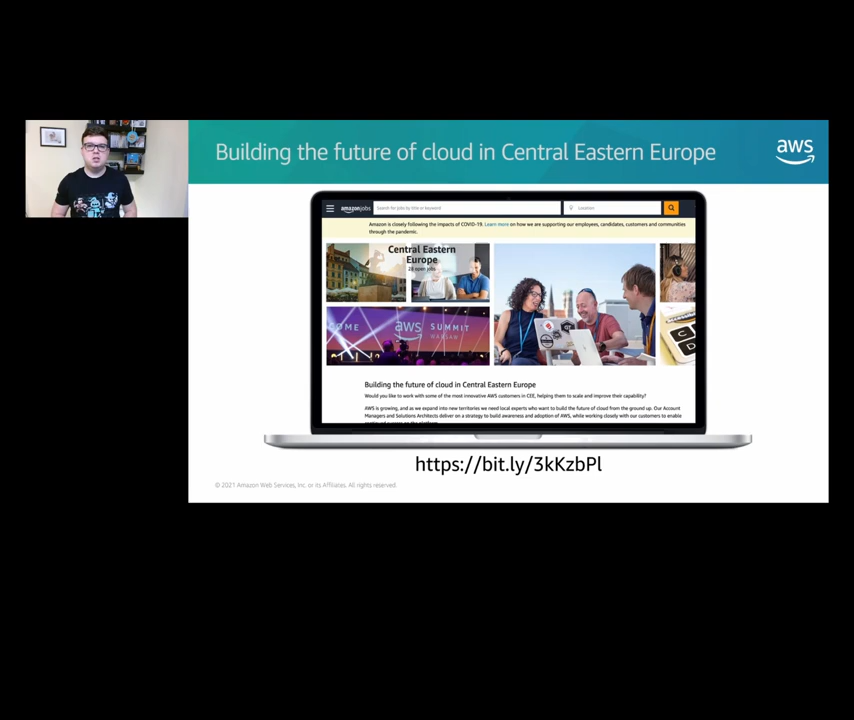 Building the future of cloud in Central Eastern Europe
aws
amazonjobs
Search for jobs by title or keyword
Location
Amazon is closely following the impacts of COVID-19. Learn more on how we are supporting our employees, candidates, customers and communities
through the pandemic.
Central Eastern
Europe
28 open jobs
OME
aws SUMMIT
WARSAW
Building the future of cloud in Central Eastern Europe
Would you like to work with some of the most innovative AWS customers in CEE, helping them to scale and improve their capability?
AWS is growing, and as we expand into new territories we need local experts who want to build the future of cloud from the ground up. Our Account
Managers and Solutions Architects deliver on a strategy to build awareness and adoption of AWS, while working closely with our customers to enable
https://bit.ly/3kKzbPl
© 2021 Amazon Web Services, Inc. or its Affiliates. All rights reserved.